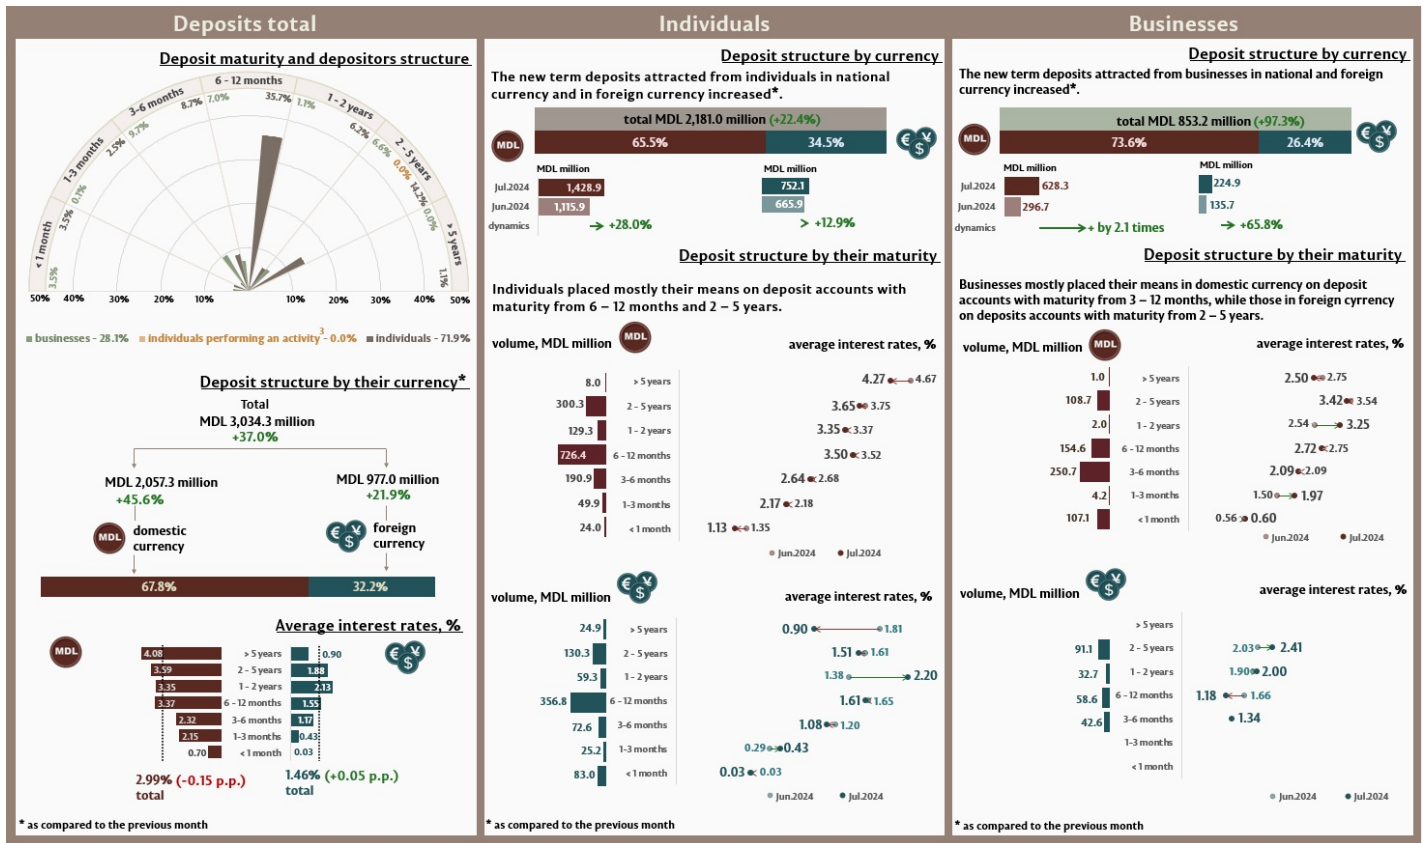 Deposits total
Deposit maturity and depositors structure
< 1 month
1-3 months
3-6 months
6 - 12 months
1 - 2 years
2 - 5 years
> 5 years
3.5%
3.5%
0.1%
2.5%
9.7%
8.7%
7.0%
35.7%
1.1%
6.2%
6.6%
0.0%
14.2%
0.0%
1.1%
50% 40% 30% 20% 10% 10% 20% 30% 40% 50%
businesses - 28.1% individuals performing an activity3 - 0.0% individuals - 71.9%
Deposit structure by their currency*
Total
MDL 3,034.3 million
+37.0%
MDL 2,057.3 million
+45.6%
MDL 977.0 million
+21.9%
MDL
domestic
currency
€ ¥ $
foreign
currency
67.8% 32.2%
Average interest rates, %
MDL
€ ¥ $
4.08 > 5 years 0.90
3.59 2 - 5 years 1.88
3.35 1 - 2 years 2.13
3.37 6 - 12 months 1.55
2.32 3-6 months 1.17
2.15 1-3 months 0.43
0.70 < 1 month 0.03
2.99% (-0.15 p.p.)
total
1.46% (+0.05 p.p.)
total
* as compared to the previous month
Individuals
Deposit structure by currency
The new term deposits attracted from individuals in national
currency and in foreign currency increased*.
total MDL 2,181.0 million (+22.4%)
MDL 65.5% 34.5% € ¥ $
MDL million MDL million
Jul.2024 1,428.9 752.1
Jun.2024 1,115.9 665.9
dynamics +28.0% +12.9%
Deposit structure by their maturity
Individuals placed mostly their means on deposit accounts with
maturity from 6 – 12 months and 2 – 5 years.
volume, MDL million MDL average interest rates, %
8.0 > 5 years 4.27 4.67
300.3 2 - 5 years 3.65 3.75
129.3 1 - 2 years 3.35 3.37
726.4 6 - 12 months 3.50 3.52
190.9 3-6 months 2.64 2.68
49.9 1-3 months 2.17 2.18
24.0 < 1 month 1.13 1.35
Jun.2024 Jul.2024
volume, MDL million € ¥ $ average interest rates, %
24.9 > 5 years 0.90 1.81
130.3 2 - 5 years 1.51 1.61
59.3 1 - 2 years 1.38 2.20
356.8 6 - 12 months 1.61 1.65
72.6 3-6 months 1.08 1.20
25.2 1-3 months 0.29 0.43
83.0 < 1 month 0.03 0.03
Jun.2024 Jul.2024
* as compared to the previous month
Businesses
Deposit structure by currency
The new term deposits attracted from businesses in national and foreign
currency increased*.
total MDL 853.2 million (+97.3%)
MDL 73.6% 26.4% € ¥ $
MDL million MDL million
Jul.2024 628.3 224.9
Jun.2024 296.7 135.7
dynamics + by 2.1 times +65.8%
Deposit structure by their maturity
Businesses mostly placed their means in domestic currency on deposit
accounts with maturity from 3 – 12 months, while those in foreign cyrrency
on deposits accounts with maturity from 2 – 5 years.
volume, MDL million MDL average interest rates, %
1.0 > 5 years 2.50 2.75
108.7 2 - 5 years 3.42 3.54
2.0 1 - 2 years 2.54 3.25
154.6 6 - 12 months 2.72 2.75
250.7 3-6 months 2.09 2.09
4.2 1-3 months 1.50 1.97
107.1 < 1 month 0.56 0.60
Jun.2024 Jul.2024
volume, MDL million € ¥ $ average interest rates, %
> 5 years
91.1 2 - 5 years 2.03 2.41
32.7 1 - 2 years 1.90 2.00
58.6 6 - 12 months 1.18 1.66
42.6 3-6 months 1.34
1-3 months
< 1 month
Jun.2024 Jul.2024
* as compared to the previous month